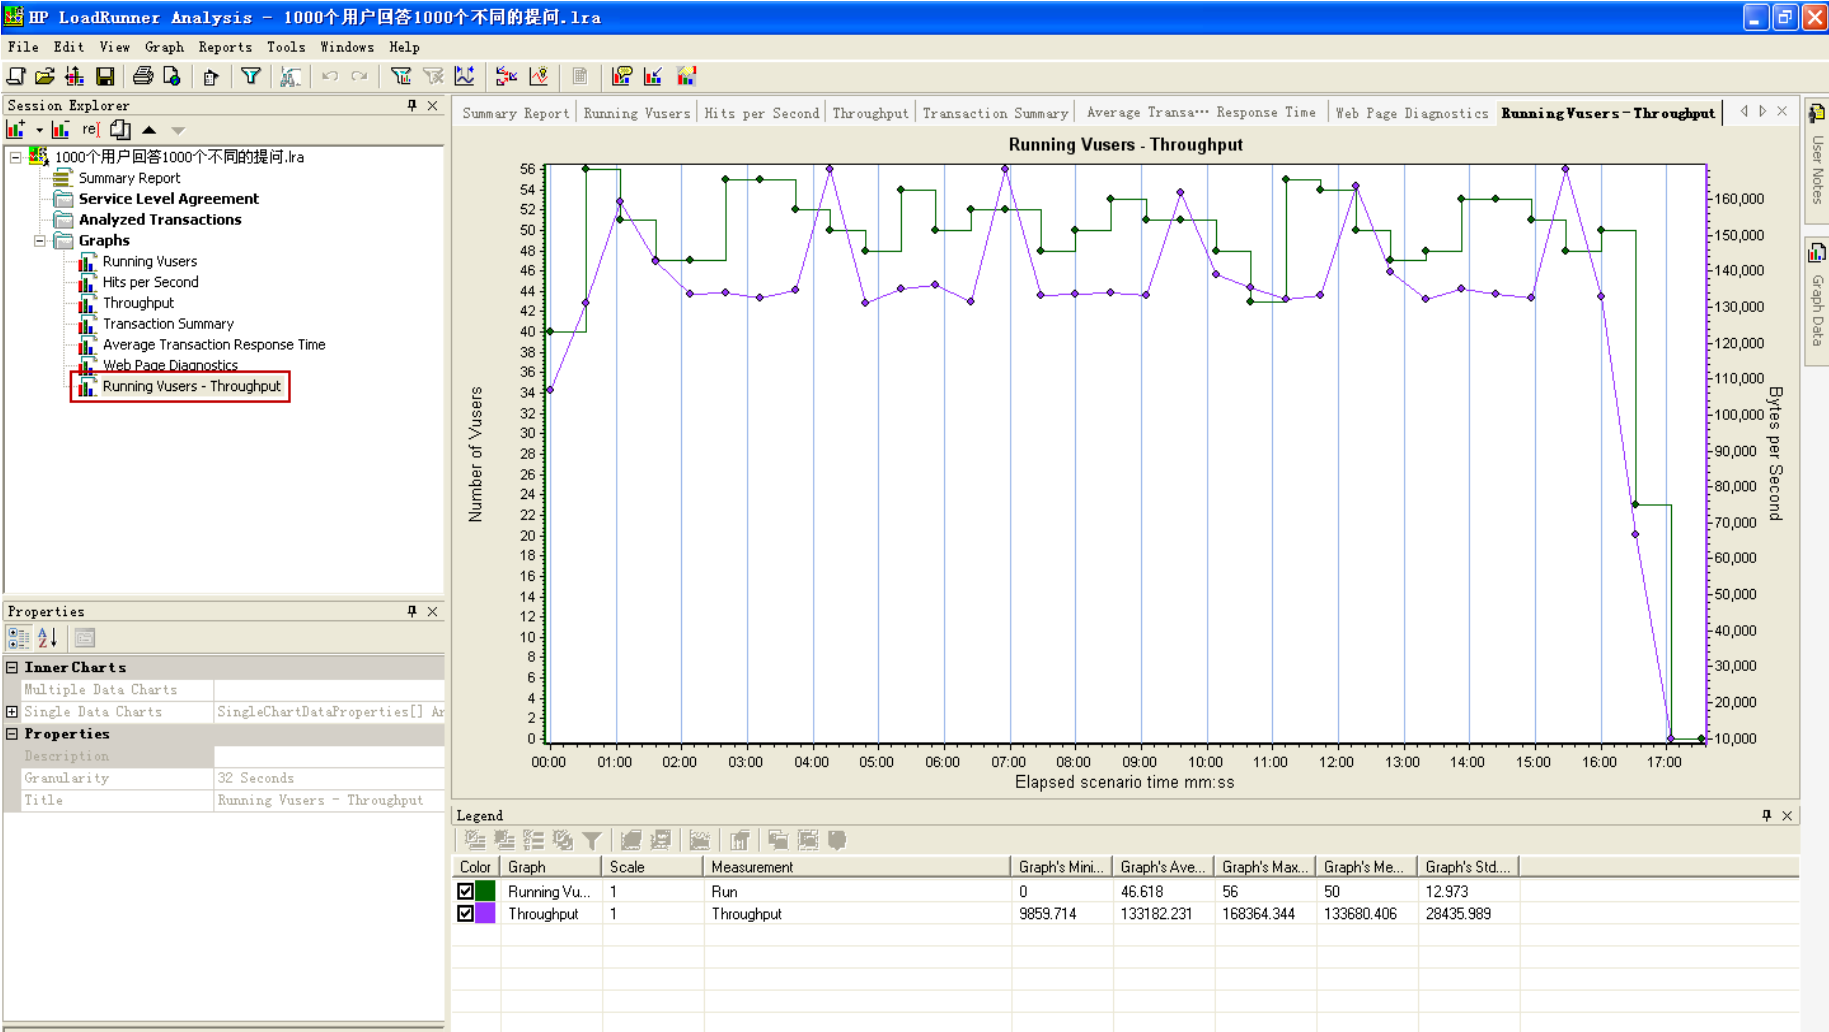 HP LoadRunner Analysis - 1000个用户回答1000个不同的提问.lra
File Edit View Graph Reports Tools Windows Help
Session Explorer
Summary Report Running Vusers Hits per Second Throughput Transaction Summary Average Transa··· Response Time Web Page Diagnostics Running Vusers - Throughput
1000个用户回答1000个不同的提问.lra
Summary Report
Service Level Agreement
Analyzed Transactions
Graphs
Running Vusers
Hits per Second
Throughput
Transaction Summary
Average Transaction Response Time
Web Page Diagnostics
Running Vusers - Throughput
Properties
InnerCharts
Multiple Data Charts
Single Data Charts SingleChartDataProperties[] Ar
Properties
Description
Granularity 32 Seconds
Title Running Vusers - Throughput
Running Vusers - Throughput
Number of Vusers
56
54
52
50
48
46
44
42
40
38
36
34
32
30
28
26
24
22
20
18
16
14
12
10
8
6
4
2
0
160,000
150,000
140,000
130,000
120,000
110,000
100,000
90,000
80,000
70,000
60,000
50,000
40,000
30,000
20,000
10,000
Bytes per Second
00:00 01:00 02:00 03:00 04:00 05:00 06:00 07:00 08:00 09:00 10:00 11:00 12:00 13:00 14:00 15:00 16:00 17:00
Elapsed scenario time mm:ss
User Notes
Graph Data
Legend
Color Graph Scale Measurement Graph's Mini... Graph's Ave... Graph's Max... Graph's Me... Graph's Std....
Running Vu... 1 Run 0 46.618 56 50 12.973
Throughput 1 Throughput 9859.714 133182.231 168364.344 133680.406 28435.989